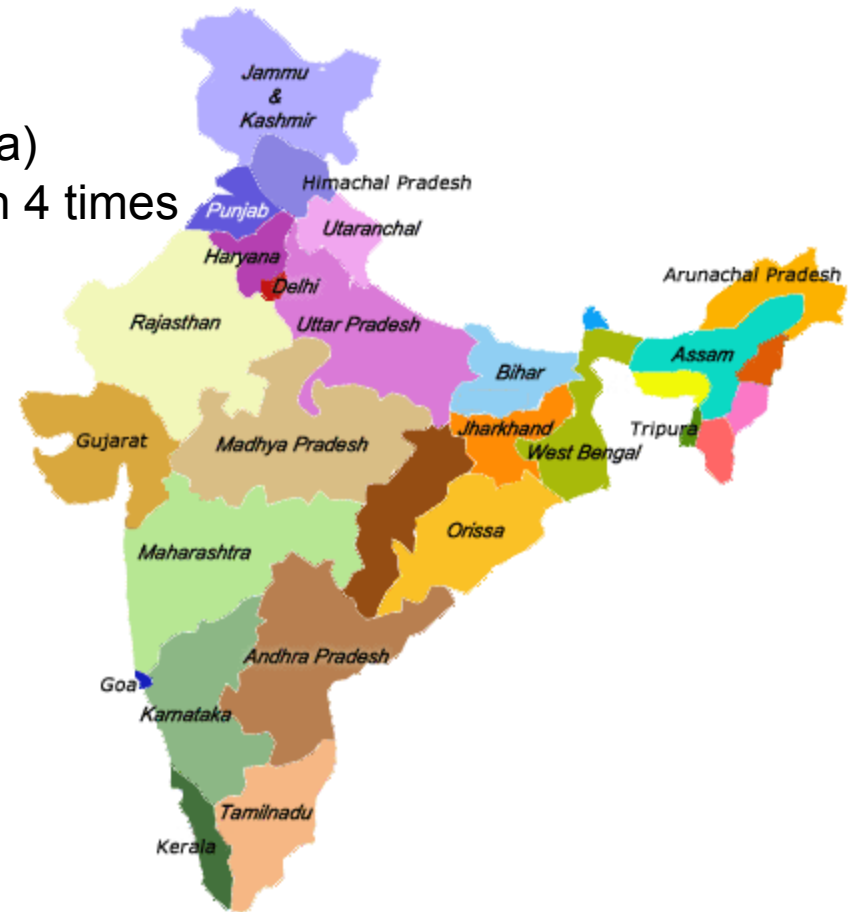 Jammu
&
Kashmir
a)
Himachal Pradesh
n 4 times
Punjab
Utaranchal
Haryana
Delhi
Arunachal Pradesh
Rajasthan
Uttar Pradesh
Assam
Bihar
Gujarat
Madhya Pradesh
Jharkhand
Tripura
West Bengal
Orissa
Maharashtra
Andhra Pradesh
Goa
Karnataka
Tamilnadu
Kerala